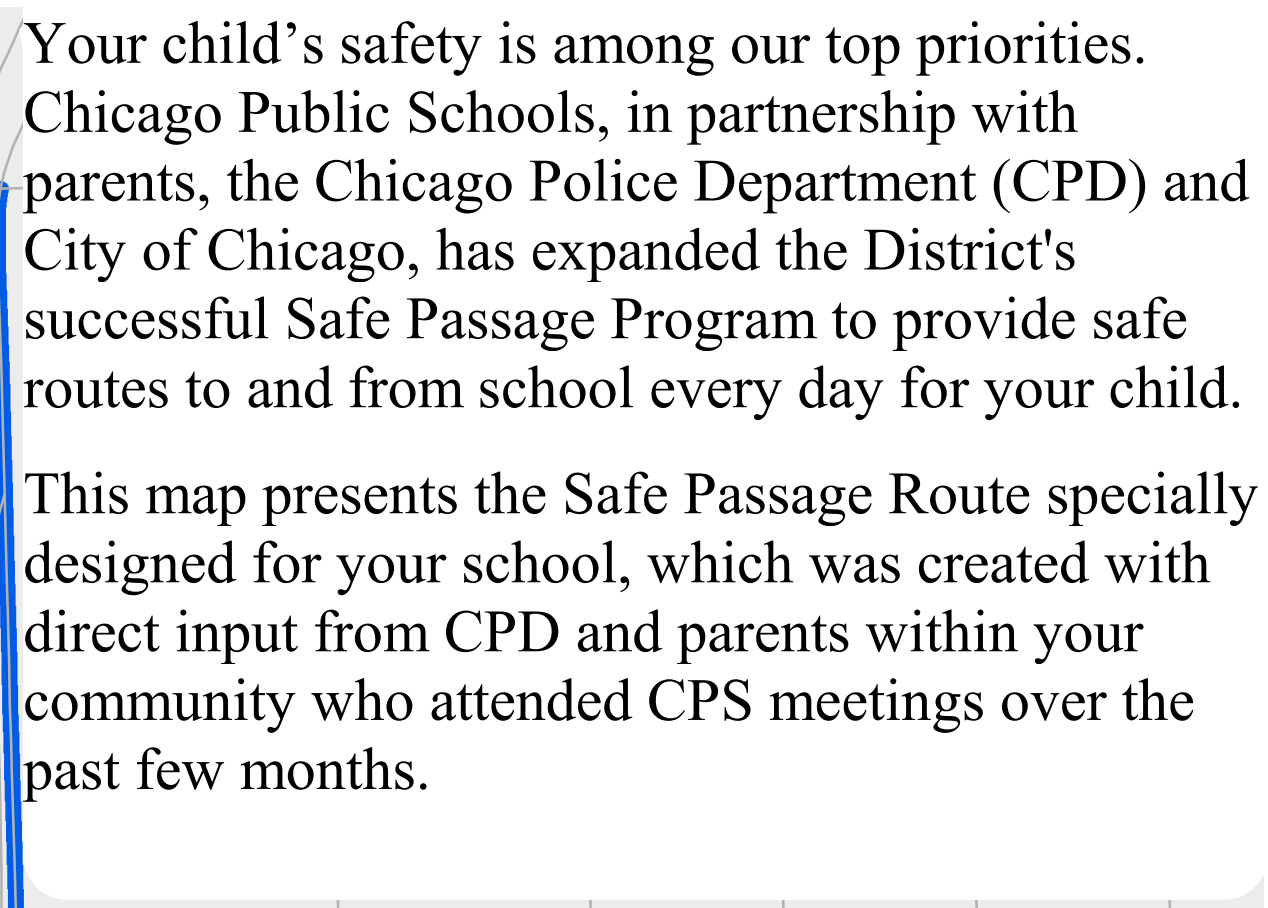 Your child’s safety is among our top priorities.
Chicago Public Schools, in partnership with
parents, the Chicago Police Department (CPD) and
City of Chicago, has expanded the District's
successful Safe Passage Program to provide safe
routes to and from school every day for your child.
This map presents the Safe Passage Route specially
designed for your school, which was created with
direct input from CPD and parents within your
community who attended CPS meetings over the
past few months.